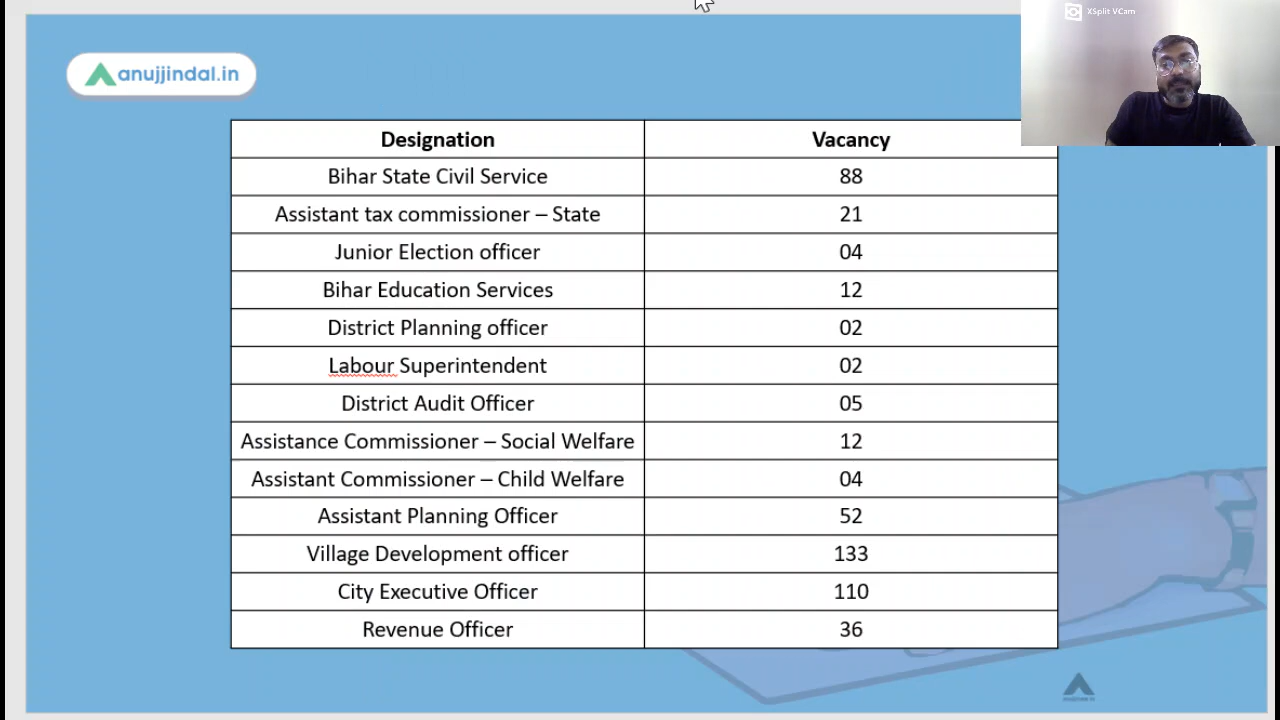 XSplit VCam
anujjindal.in
Designation Vacancy
Bihar State Civil Service 88
Assistant tax commissioner – State 21
Junior Election officer 04
Bihar Education Services 12
District Planning officer 02
Labour Superintendent 02
District Audit Officer 05
Assistance Commissioner – Social Welfare 12
Assistant Commissioner – Child Welfare 04
Assistant Planning Officer 52
Village Development officer 133
City Executive Officer 110
Revenue Officer 36